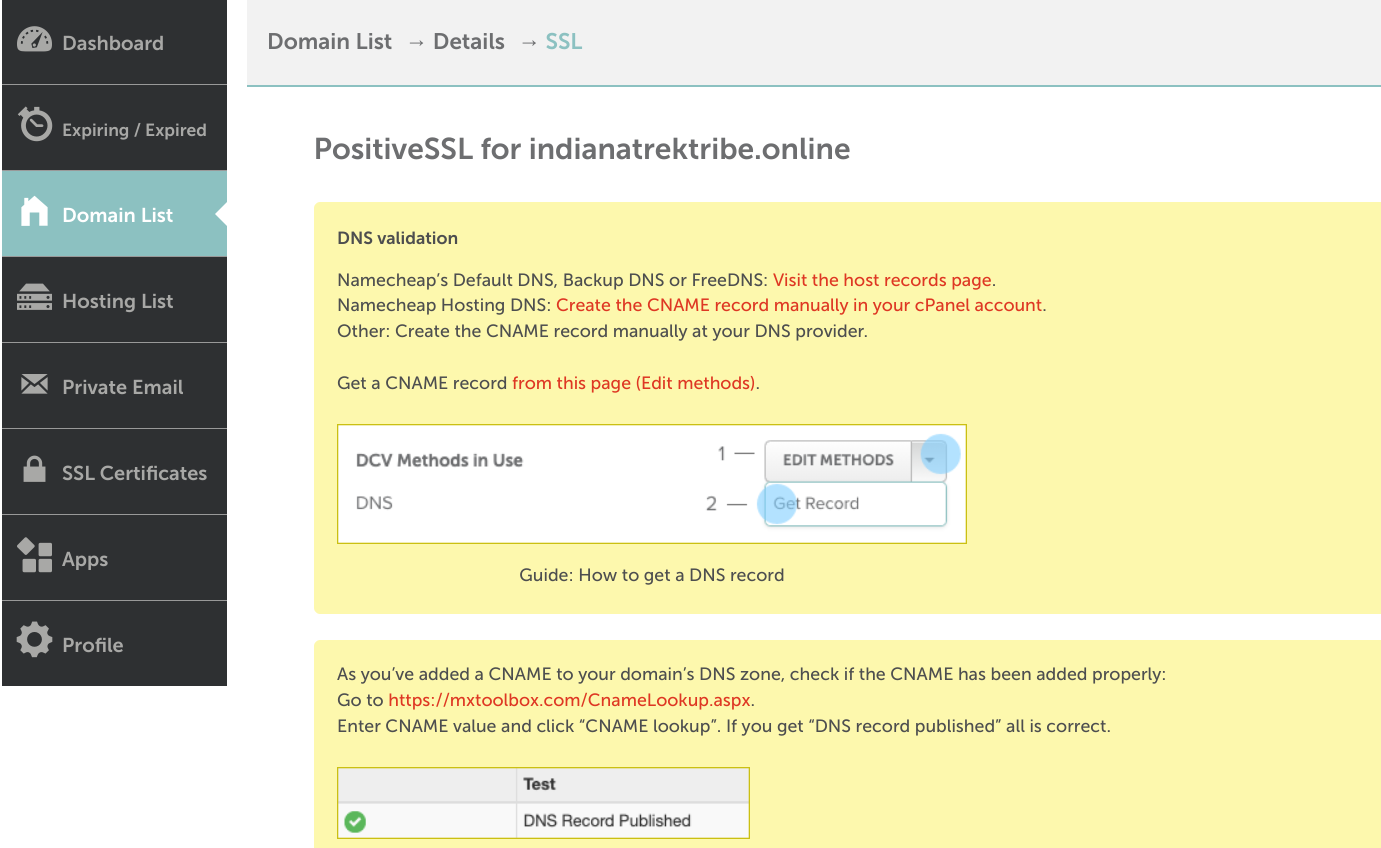 Dashboard
Expiring / Expired
Domain List
Hosting List
Private Email
SSL Certificates
Apps
Profile
Domain List → Details → SSL
PositiveSSL for indianatrektribe.online
DNS validation
Namecheap’s Default DNS, Backup DNS or FreeDNS: Visit the host records page.
Namecheap Hosting DNS: Create the CNAME record manually in your cPanel account.
Other: Create the CNAME record manually at your DNS provider.
Get a CNAME record from this page (Edit methods).
DCV Methods in Use 1 — EDIT METHODS
DNS 2 — Get Record
Guide: How to get a DNS record
As you’ve added a CNAME to your domain’s DNS zone, check if the CNAME has been added properly:
Go to https://mxtoolbox.com/CnameLookup.aspx.
Enter CNAME value and click “CNAME lookup”. If you get “DNS record published” all is correct.
Test
DNS Record Published